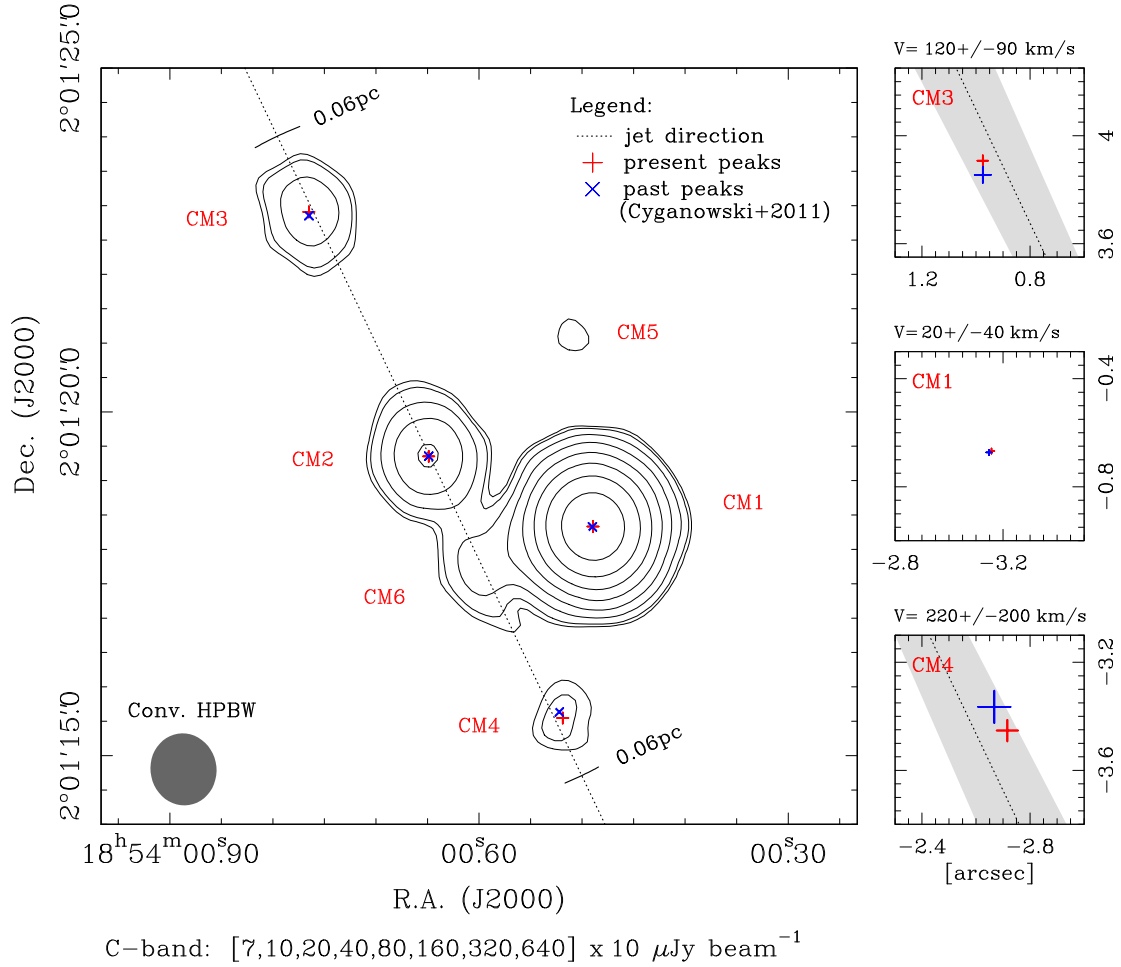 2°01'25".0
0.06pc
Legend:
jet direction
present peaks
past peaks
(Cyganowski+2011)
CM3
CM5
2°01'20".0
CM2
CM1
CM6
Dec. (J2000)
Conv. HPBW
CM4
0.06pc
2°01'15".0
18h54m00s.90
00s.60
00s.30
R.A. (J2000)
C-band: [7,10,20,40,80,160,320,640] x 10 μJy beam−1
V= 120+/−90 km/s
CM3
4
3.6
1.2
0.8
V= 20+/−40 km/s
CM1
−0.4
−0.8
−2.8
−3.2
V= 220+/−200 km/s
CM4
−3.2
−3.6
−2.4
−2.8
[arcsec]